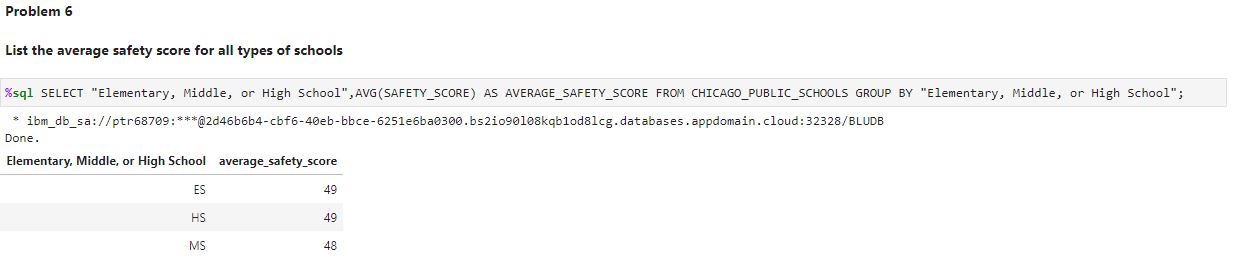 Problem 6
List the average safety score for all types of schools
%sql SELECT "Elementary, Middle, or High School",AVG(SAFETY_SCORE) AS AVERAGE_SAFETY_SCORE FROM CHICAGO_PUBLIC_SCHOOLS GROUP BY "Elementary, Middle, or High School";
* ibm_db_sa://ptr68709:***@2d46b6b4-cbf6-40eb-bbce-6251e6ba0300.bs2io90l08kqb1od8lcg.databases.appdomain.cloud:32328/BLUDB
Done.
Elementary, Middle, or High School average_safety_score
ES 49
HS 49
MS 48